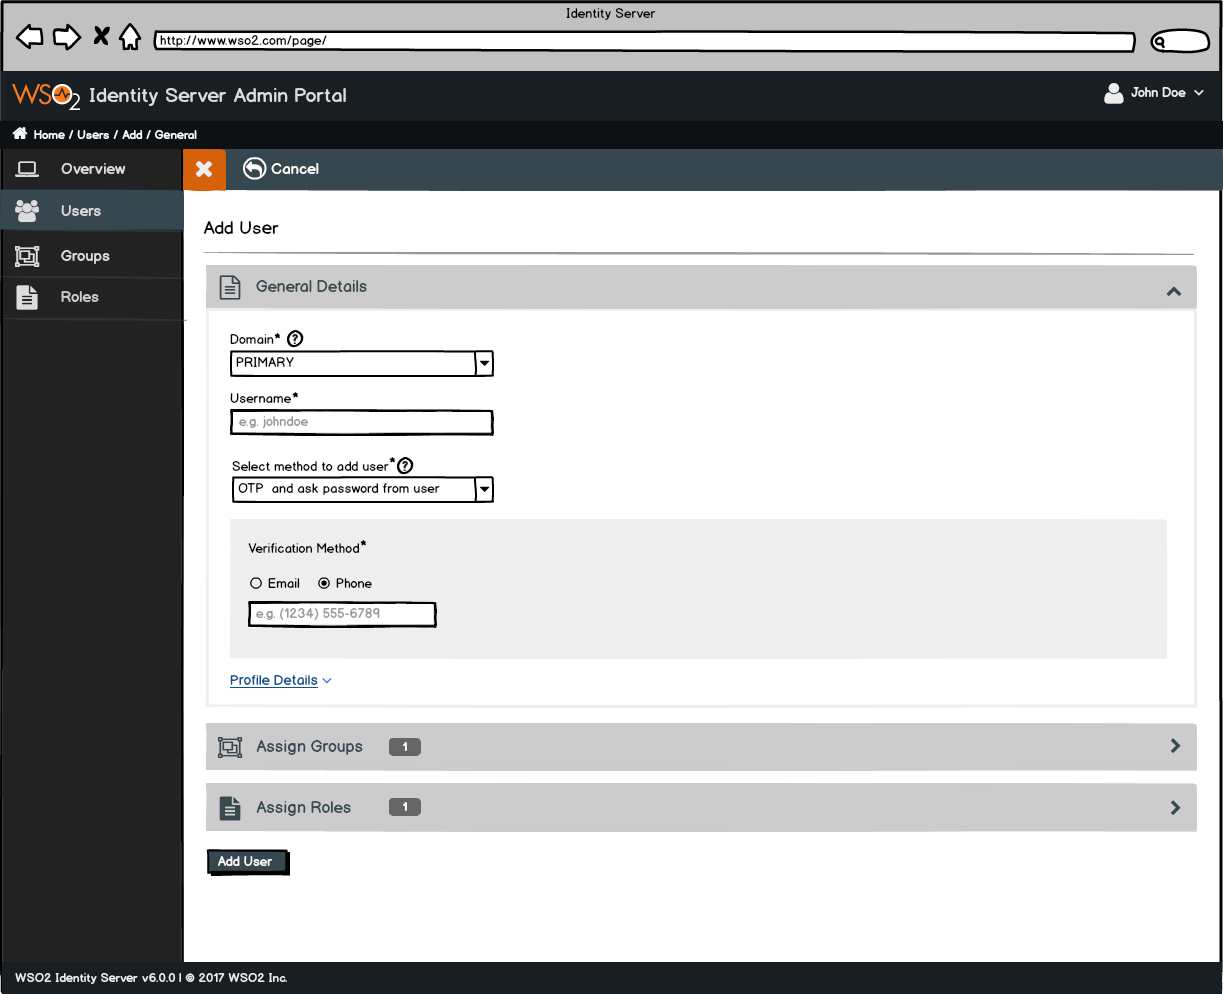 Identity Server
http://www.wso2.com/page/
WSO2 Identity Server Admin Portal
John Doe
Home / Users / Add / General
Overview
Cancel
Users
Groups
Roles
Add User
General Details
Domain* ?
PRIMARY
Username*
e.g. johndoe
Select method to add user* ?
OTP and ask password from user
Verification Method*
Email Phone
e.g. (1234) 555-6789
Profile Details
Assign Groups 1
Assign Roles 1
Add User
WSO2 Identity Server v6.0.0 | © 2017 WSO2 Inc.